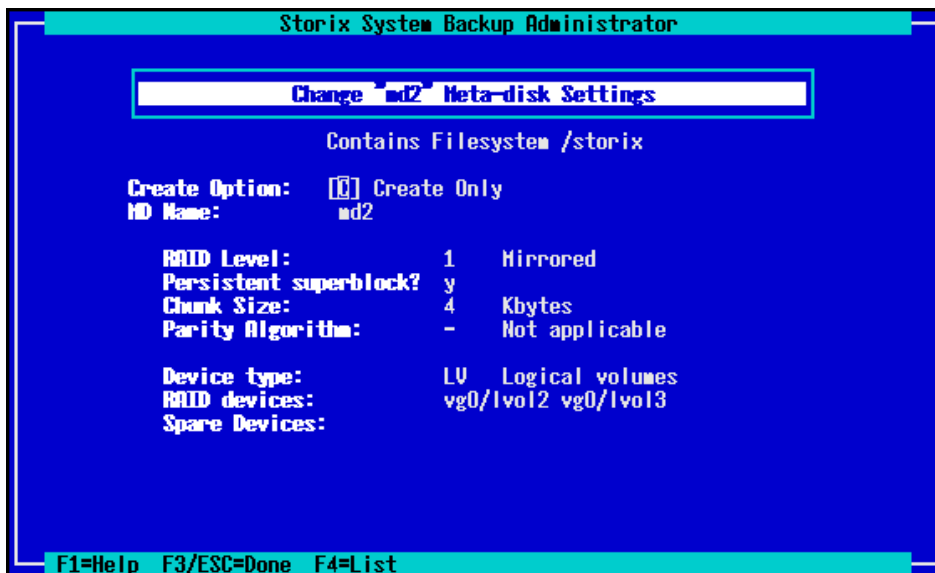 Storix System Backup Administrator
Change "md2" Meta-disk Settings
Contains Filesystem /storix
Create Option: [C] Create Only
MD Name: md2
RAID Level: 1 Mirrored
Persistent superblock? y
Chunk Size: 4 Kbytes
Parity Algorithm: - Not applicable
Device type: LV Logical volumes
RAID devices: vg0/lvol2 vg0/lvol3
Spare Devices:
F1=Help F3/ESC=Done F4=List